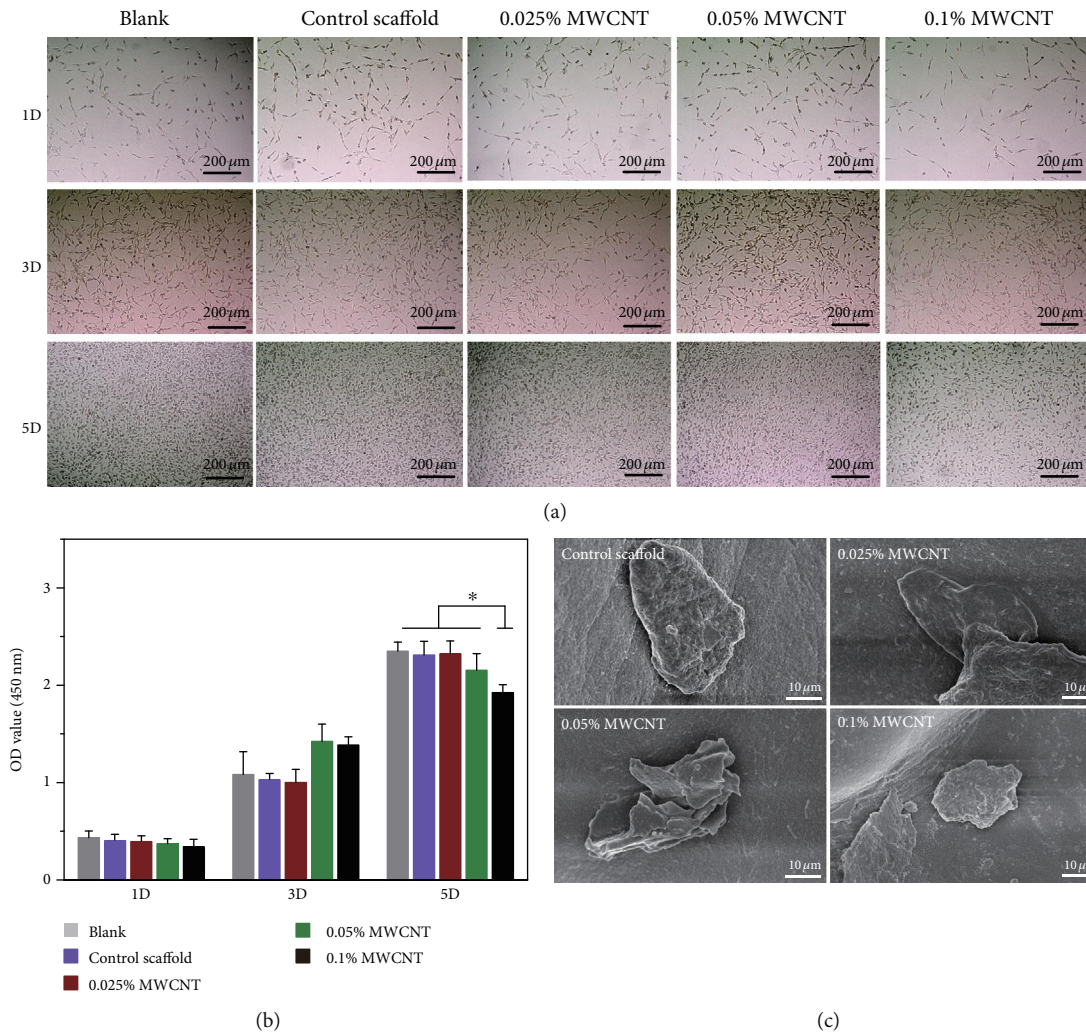 Blank Control scaffold 0.025% MWCNT 0.05% MWCNT 0.1% MWCNT
1D
200 μm 200 μm 200 μm 200 μm 200 μm
3D
200 μm 200 μm 200 μm 200 μm 200 μm
5D
200 μm 200 μm 200 μm 200 μm 200 μm
(a)
OD value (450 nm)
3
2
1
0
*
1D 3D 5D
Blank
Control scaffold
0.025% MWCNT
0.05% MWCNT
0.1% MWCNT
(b)
Control scaffold
10 μm
0.025% MWCNT
10 μm
0.05% MWCNT
10 μm
0.1% MWCNT
10 μm
(c)